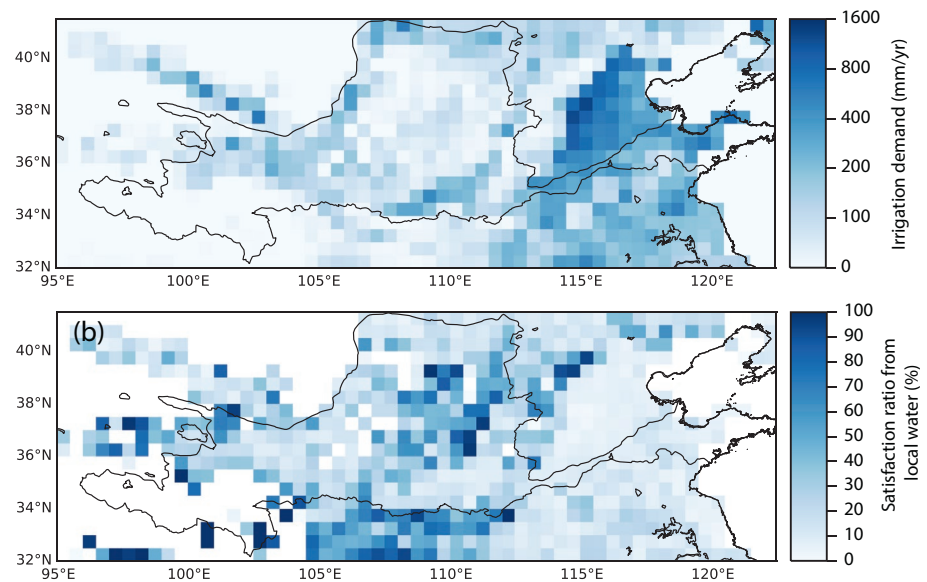 40°N
38°N
36°N
34°N
32°N
95°E 100°E 105°E 110°E 115°E 120°E
1600
800
400
200
100
0
Irrigation demand (mm/yr)
(b)
40°N
38°N
36°N
34°N
32°N
95°E 100°E 105°E 110°E 115°E 120°E
100
90
80
70
60
50
40
30
20
10
0
Satisfaction ratio from
local water (%)